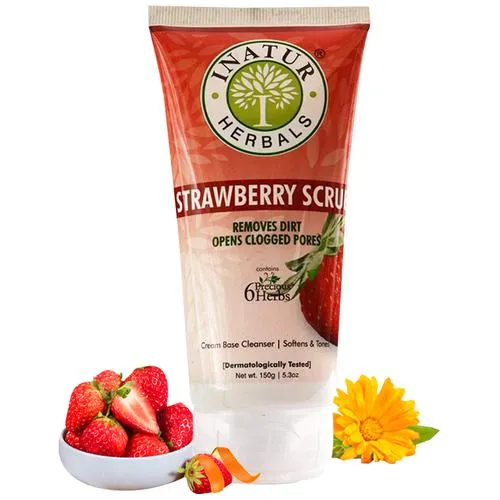 INATUR®
HERBALS
STRAWBERRY SCRUB
REMOVES DIRT
OPENS CLOGGED PORES
contains
6 Precious Herbs
Cream Base Cleanser | Softens & Tones
[Dermatologically Tested]
Net wt. 150g | 5.3oz